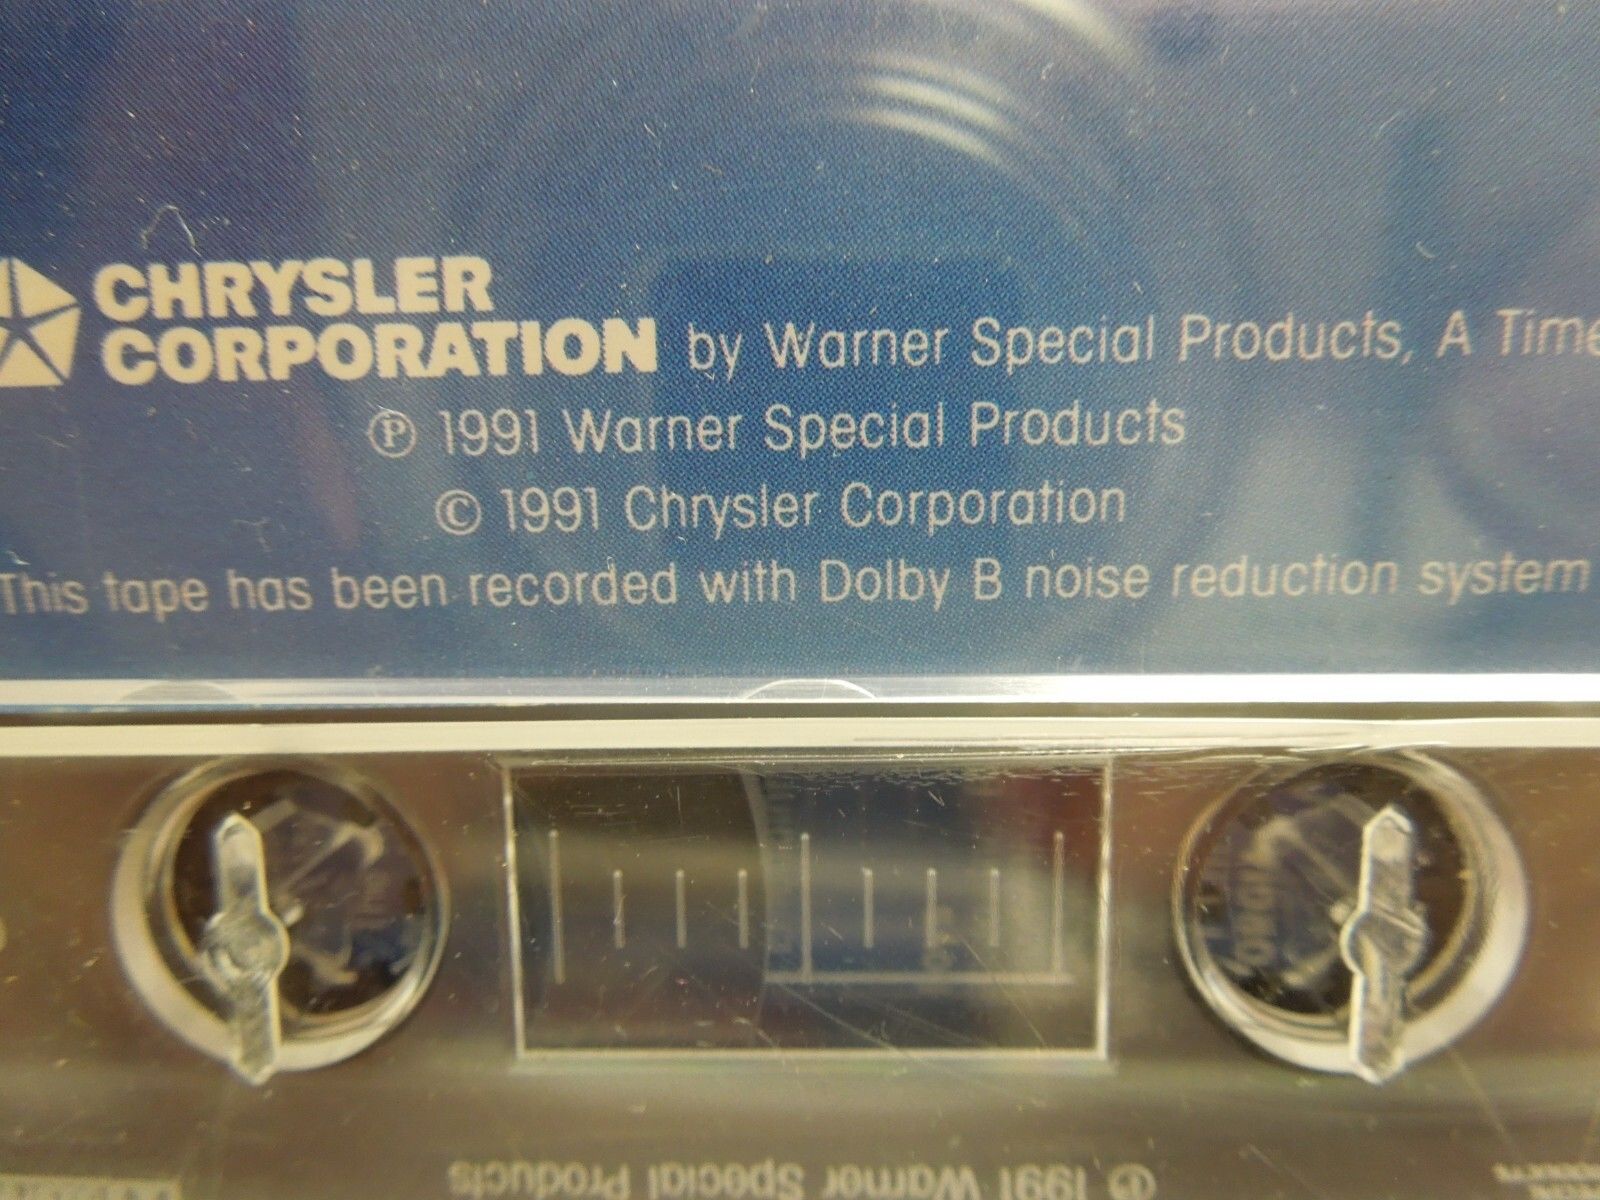 CHRYSLER
CORPORATION by Warner Special Products, A Time
℗ 1991 Warner Special Products
© 1991 Chrysler Corporation
This tape has been recorded with Dolby B noise reduction system
℗ 1991 Warner Special Products